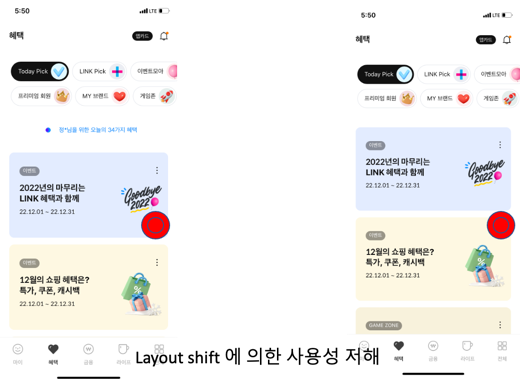 5:50
LTE
혜택
앱카드
Today Pick
LINK Pick
이벤트모아
프리미엄 회원
MY 브랜드
게임존
정*님을 위한 오늘의 34가지 혜택
이벤트
2022년의 마무리는
LINK 혜택과 함께
22.12.01 ~ 22.12.31
Goodbye
2022
이벤트
12월의 쇼핑 혜택은?
특가, 쿠폰, 캐시백
22.12.01 ~ 22.12.31
마이
혜택
금융
라이프
5:50
LTE
혜택
앱카드
Today Pick
LINK Pick
이벤트모아
프리미엄 회원
MY 브랜드
게임존
이벤트
2022년의 마무리는
LINK 혜택과 함께
22.12.01 ~ 22.12.31
Goodbye
2022
이벤트
12월의 쇼핑 혜택은?
특가, 쿠폰, 캐시백
22.12.01 ~ 22.12.31
GAME ZONE
혜택
금융
라이프
전체
Layout shift 에 의한 사용성 저해